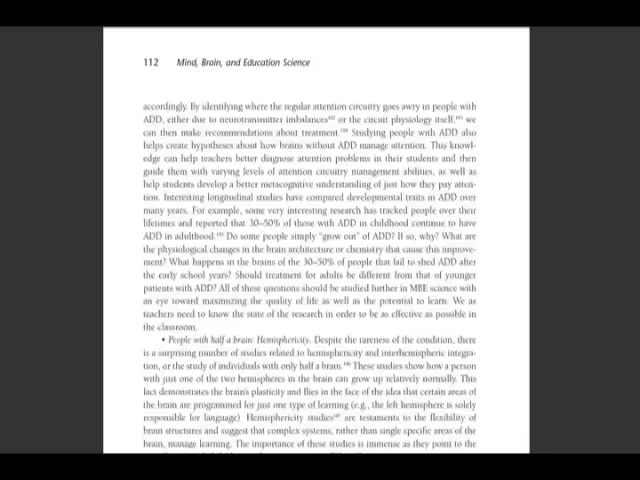 112 Mind, Brain, and Education Science
accordingly. By identifying where the regular attention circuitry goes awry in people with
ADD, either due to neurotransmitter imbalances or the circuit physiology itself, we
can then make recommendations about treatment. Studying people with ADD also
helps create hypotheses about how brains without ADD manage attention. This knowl-
edge can help teachers better diagnose attention problems in their students and then
guide them with varying levels of attention circuitry management abilities, as well as
help students develop a better metacognitive understanding of just how they pay atten-
tion. Interesting longitudinal studies have compared developmental traits in ADD over
many years. For example, some very interesting research has tracked people over their
lifetimes and reported that 30–50% of those with ADD in childhood continue to have
ADD in adulthood. Do some people simply "grow out" of ADD? If so, why? What are
the physiological changes in the brain architecture or chemistry that cause this improve-
ment? What happens in the brains of the 30–50% of people that fail to shed ADD after
the early school years? Should treatment for adults be different from that of younger
patients with ADD? All of these questions should be studied further in MBE science with
an eye toward maximizing the quality of life as well as the potential to learn. We as
teachers need to know the state of the research in order to be as effective as possible in
the classroom.
• People with half a brain: Hemisphericity. Despite the rareness of the condition, there
is a surprising number of studies related to hemisphericity and interhemispheric integra-
tion, or the study of individuals with only half a brain. These studies show how a person
with just one of the two hemispheres in the brain can grow up relatively normally. This
fact demonstrates the brain's plasticity and flies in the face of the idea that certain areas of
the brain are programmed for just one type of learning (e.g., the left hemisphere is solely
responsible for language) Hemisphericity studies are testaments to the flexibility of
brain structures and suggest that complex systems, rather than single specific areas of the
brain, manage learning. The importance of these studies is immense as they point to the